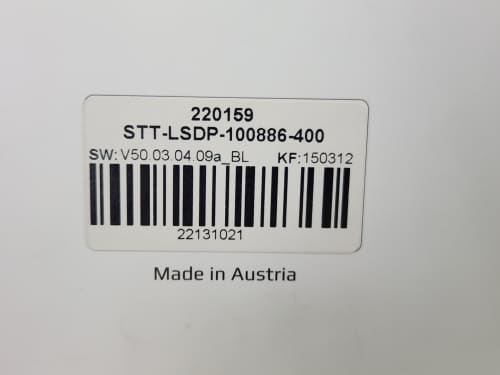 220159
STT-LSDP-100886-400
SW:V50.03.04.09a_BL KF:150312
22131021
Made in Austria